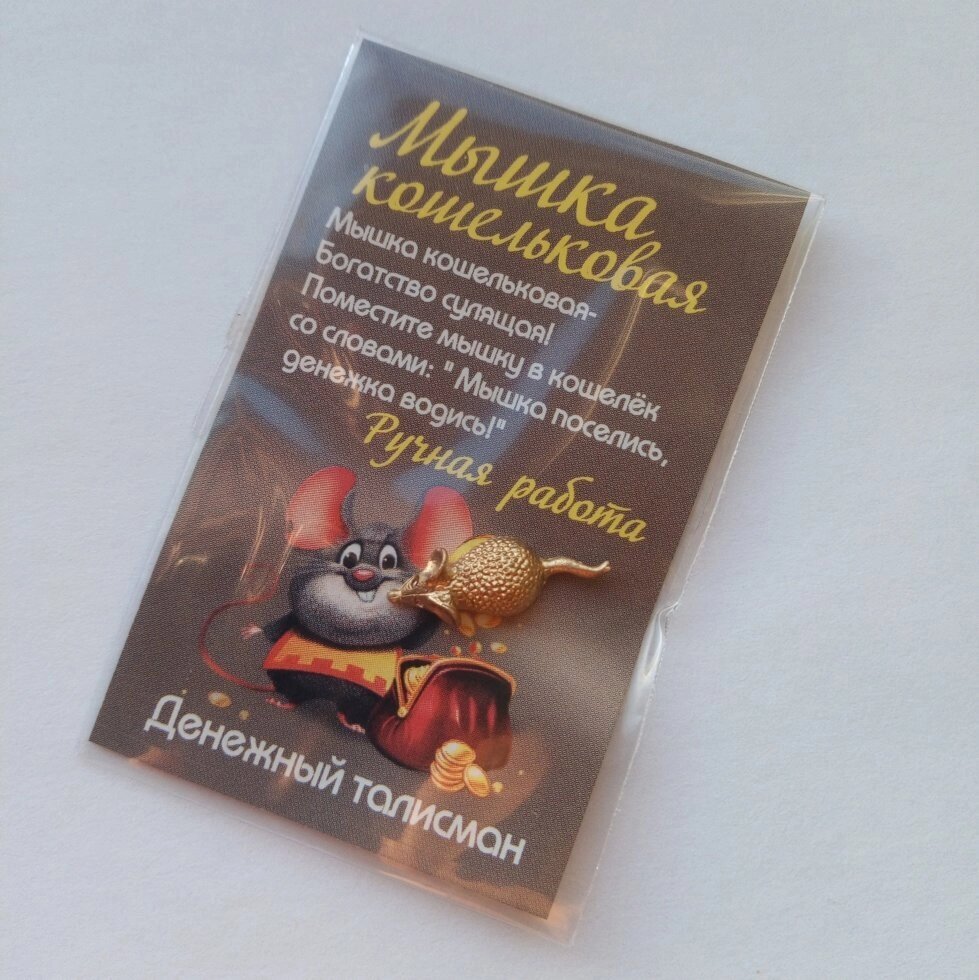 Мышка
кошельковая
Мышка кошельковая-
Богатство сулящая!
Поместите мышку в кошелёк
со словами: " Мышка поселись,
денежка водись!"
Ручная работа
Денежный талисман